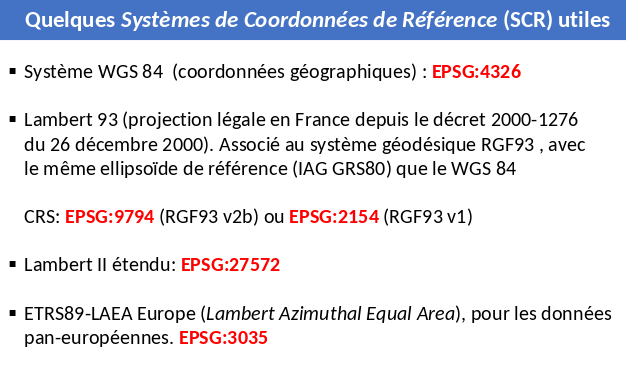 Quelques Systèmes de Coordonnées de Référence (SCR) utiles
▪ Système WGS 84 (coordonnées géographiques) : EPSG:4326
▪ Lambert 93 (projection légale en France depuis le décret 2000-1276
du 26 décembre 2000). Associé au système géodésique RGF93 , avec
le même ellipsoïde de référence (IAG GRS80) que le WGS 84
CRS: EPSG:9794 (RGF93 v2b) ou EPSG:2154 (RGF93 v1)
▪ Lambert II étendu: EPSG:27572
▪ ETRS89-LAEA Europe (Lambert Azimuthal Equal Area), pour les données
pan-européennes. EPSG:3035